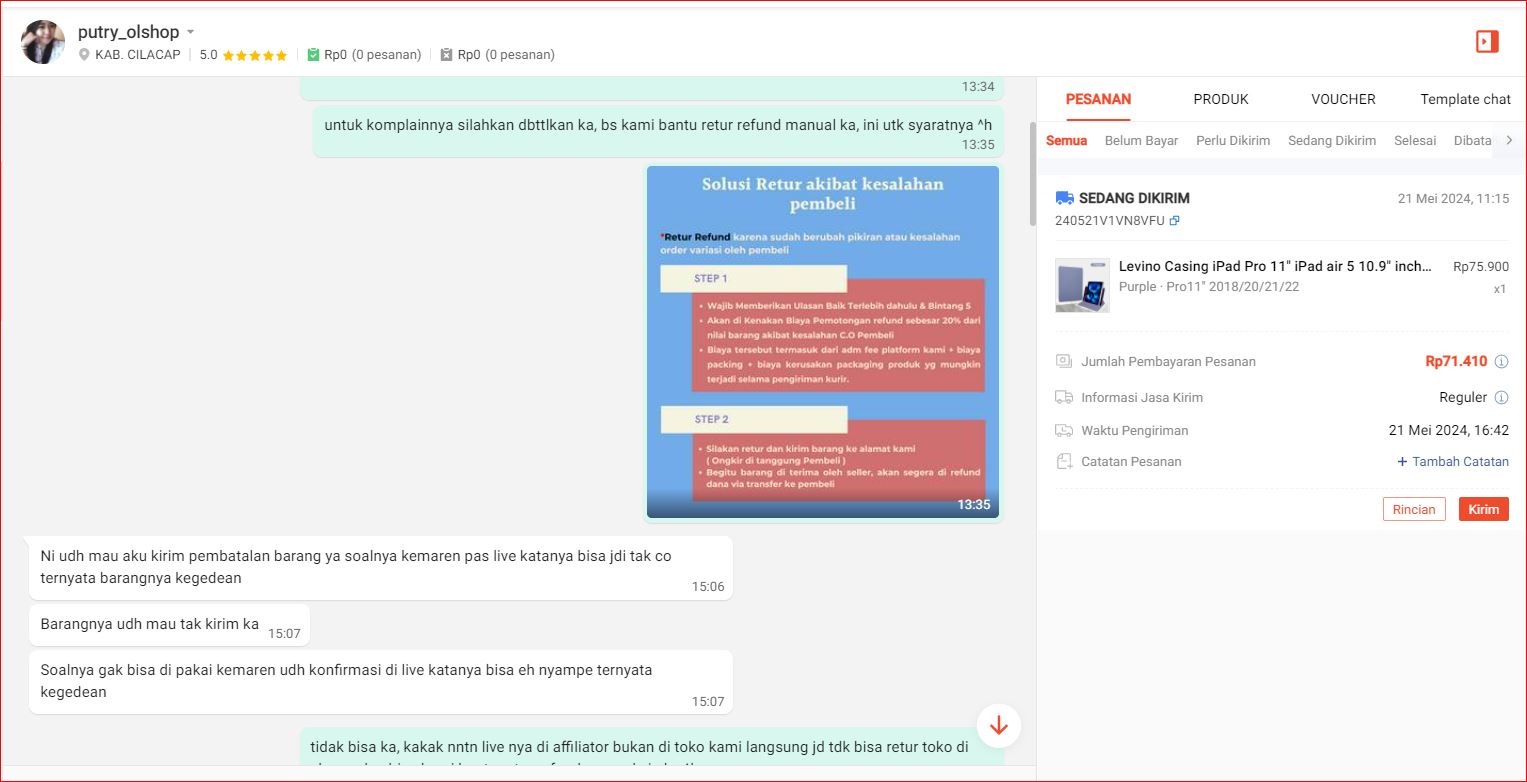 putry_olshop
KAB. CILACAP
5.0
Rp0 (0 pesanan)
Rp0 (0 pesanan)
13:34
untuk komplainnya silahkan dbttlkan ka, bs kami bantu retur refund manual ka, ini utk syaratnya ^h
13:35
Solusi Retur akibat kesalahan
pembeli
*Retur Refund karena sudah berubah pikiran atau kesalahan
order variasi oleh pembeli
STEP 1
• Wajib Memberikan Ulasan Baik Terlebih dahulu & Bintang 5
• Akan di Kenakan Biaya Pemotongan refund sebesar 20% dari
nilai barang akibat kesalahan C.O Pembeli
• Biaya tersebut termasuk dari adm fee platform kami + biaya
packing + biaya kerusakan packaging produk yg mungkin
terjadi selama pengiriman kurir.
STEP 2
• Silakan retur dan kirim barang ke alamat kami
( Ongkir di tanggung Pembeli )
• Begitu barang di terima oleh seller, akan segera di refund
dana via transfer ke pembeli
13:35
Ni udh mau aku kirim pembatalan barang ya soalnya kemaren pas live katanya bisa jdi tak co
ternyata barangnya kegedean
15:06
Barangnya udh mau tak kirim ka
15:07
Soalnya gak bisa di pakai kemaren udh konfirmasi di live katanya bisa eh nyampe ternyata
kegedean
15:07
tidak bisa ka, kakak nntn live nya di affiliator bukan di toko kami langsung jd tdk bisa retur toko di
PESANAN
PRODUK
VOUCHER
Template chat
Semua
Belum Bayar
Perlu Dikirim
Sedang Dikirim
Selesai
Dibata
SEDANG DIKIRIM
21 Mei 2024, 11:15
240521V1VN8VFU
Levino Casing iPad Pro 11" iPad air 5 10.9" inch...
Rp75.900
Purple · Pro11" 2018/20/21/22
x1
Jumlah Pembayaran Pesanan
Rp71.410
Informasi Jasa Kirim
Reguler
Waktu Pengiriman
21 Mei 2024, 16:42
Catatan Pesanan
+ Tambah Catatan
Rincian
Kirim